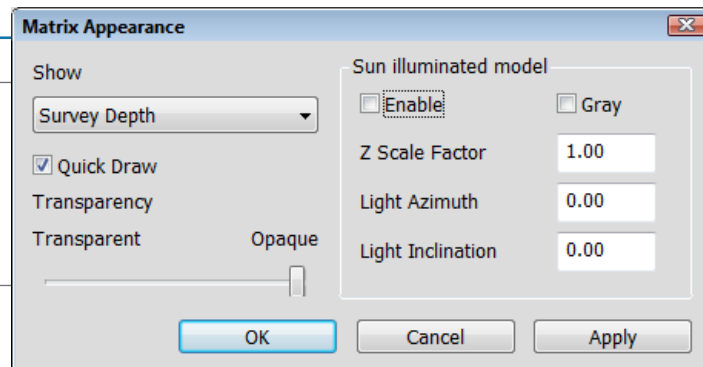 Matrix Appearance
Show
Survey Depth
Quick Draw
Transparency
Transparent Opaque
Sun illuminated model
Enable Gray
Z Scale Factor 1.00
Light Azimuth 0.00
Light Inclination 0.00
OK Cancel Apply